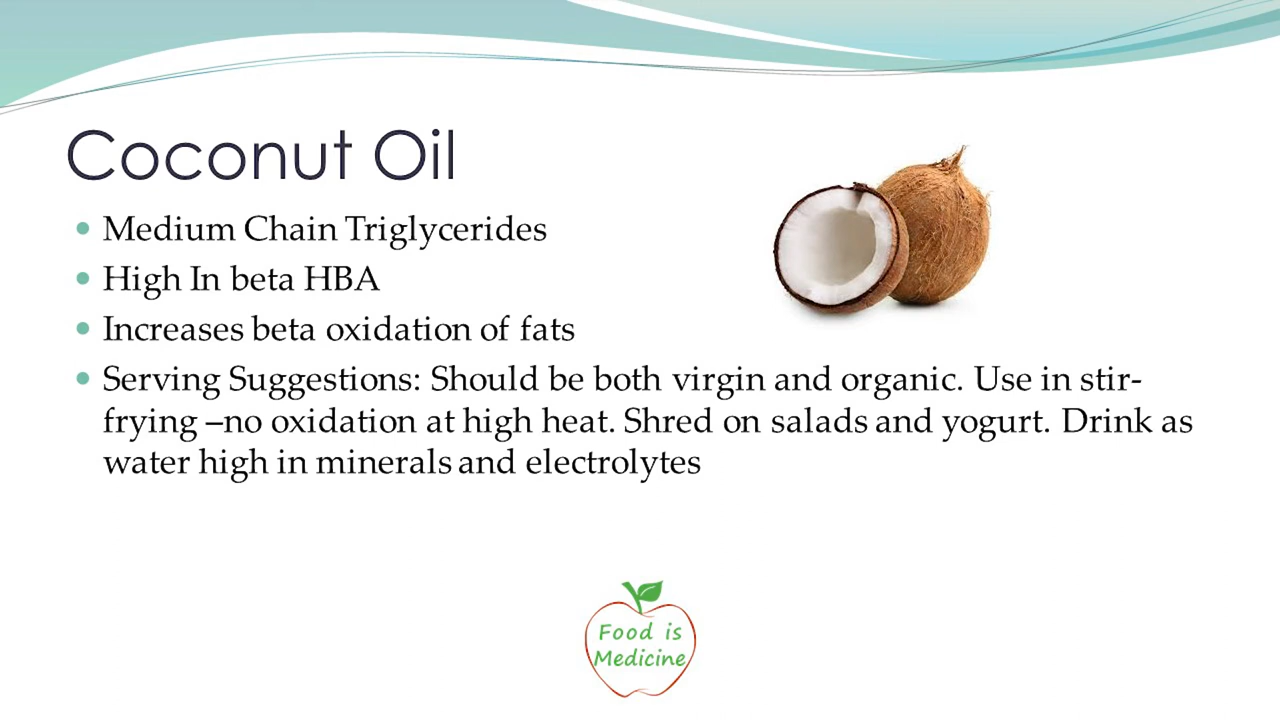 Coconut Oil
Medium Chain Triglycerides
High In beta HBA
Increases beta oxidation of fats
Serving Suggestions: Should be both virgin and organic. Use in stir-
frying –no oxidation at high heat. Shred on salads and yogurt. Drink as
water high in minerals and electrolytes
Food is
Medicine